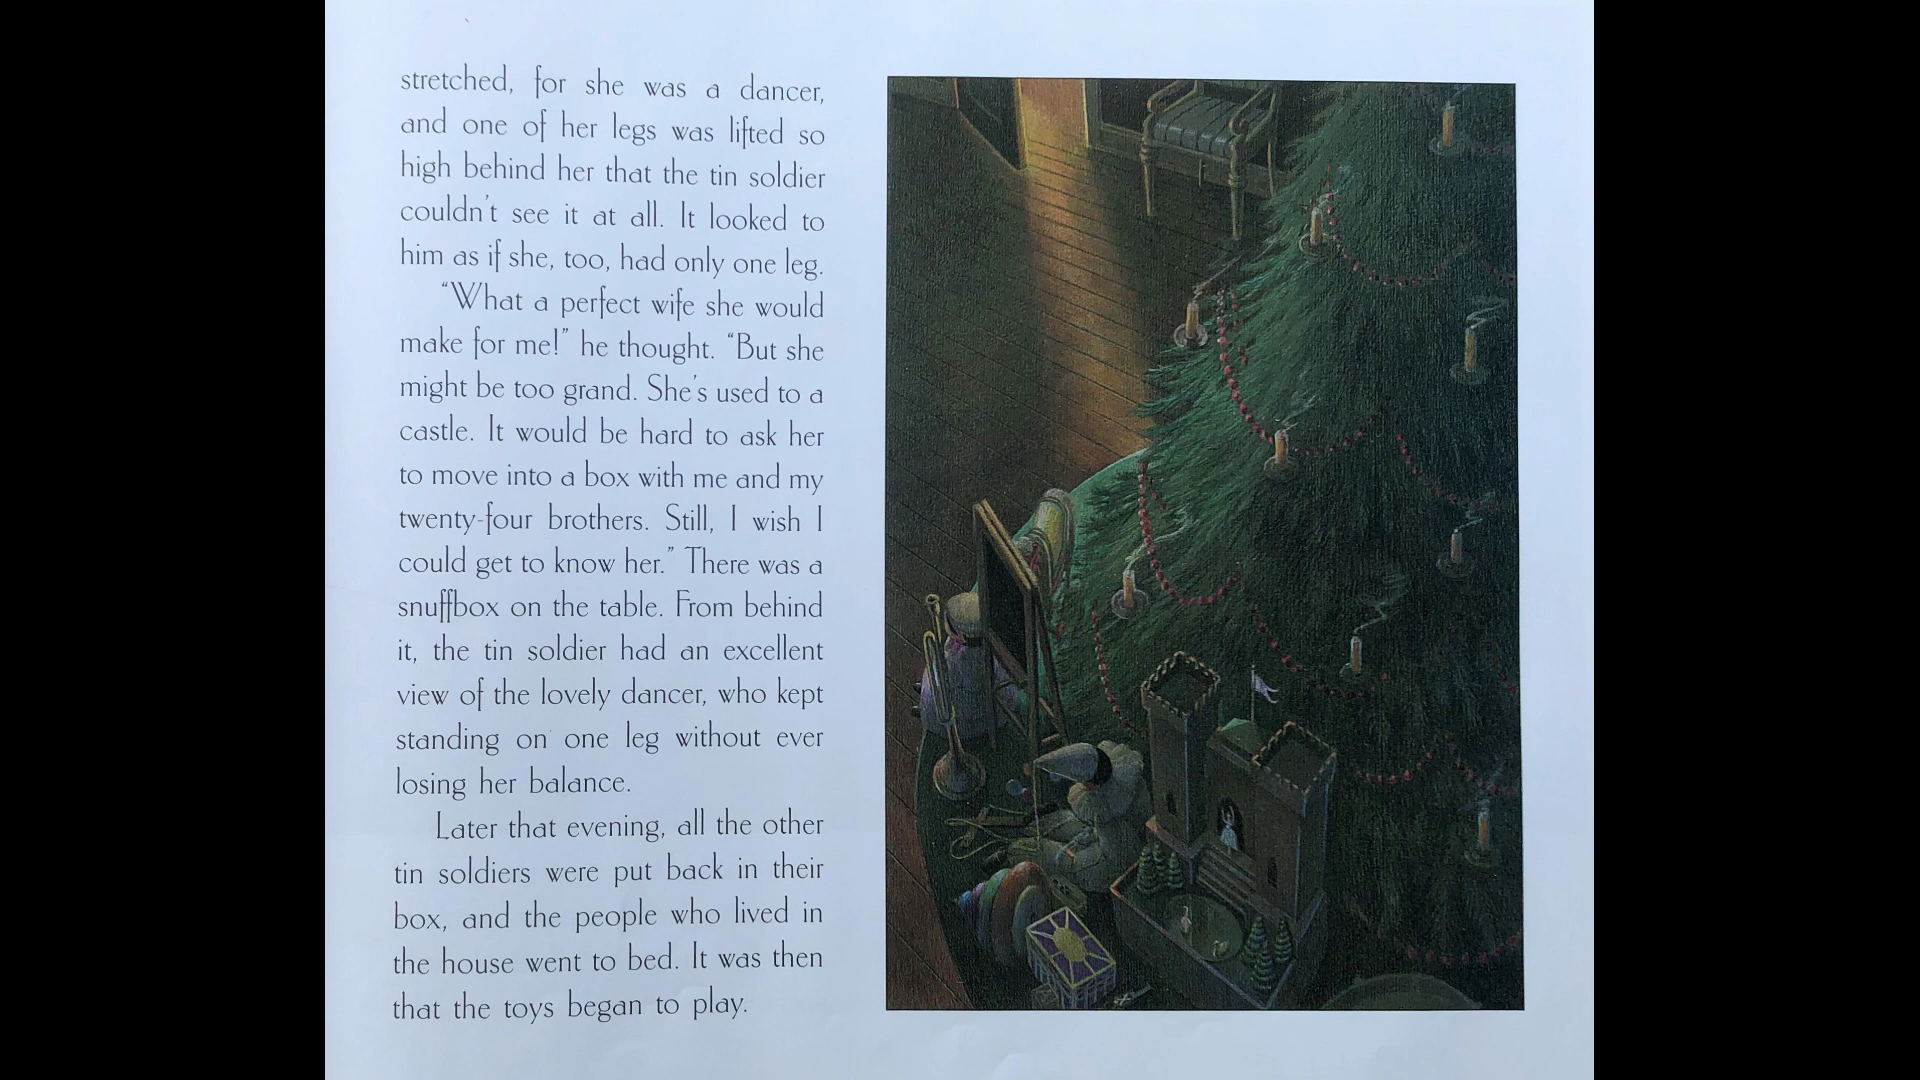 stretched, for she was a dancer,
and one of her legs was lifted so
high behind her that the tin soldier
couldn't see it at all. It looked to
him as if she, too, had only one leg.
"What a perfect wife she would
make for me!" he thought. "But she
might be too grand. She's used to a
castle. It would be hard to ask her
to move into a box with me and my
twenty-four brothers. Still, I wish I
could get to know her." There was a
snuffbox on the table. From behind
it, the tin soldier had an excellent
view of the lovely dancer, who kept
standing on one leg without ever
losing her balance.
Later that evening, all the other
tin soldiers were put back in their
box, and the people who lived in
the house went to bed. It was then
that the toys began to play.